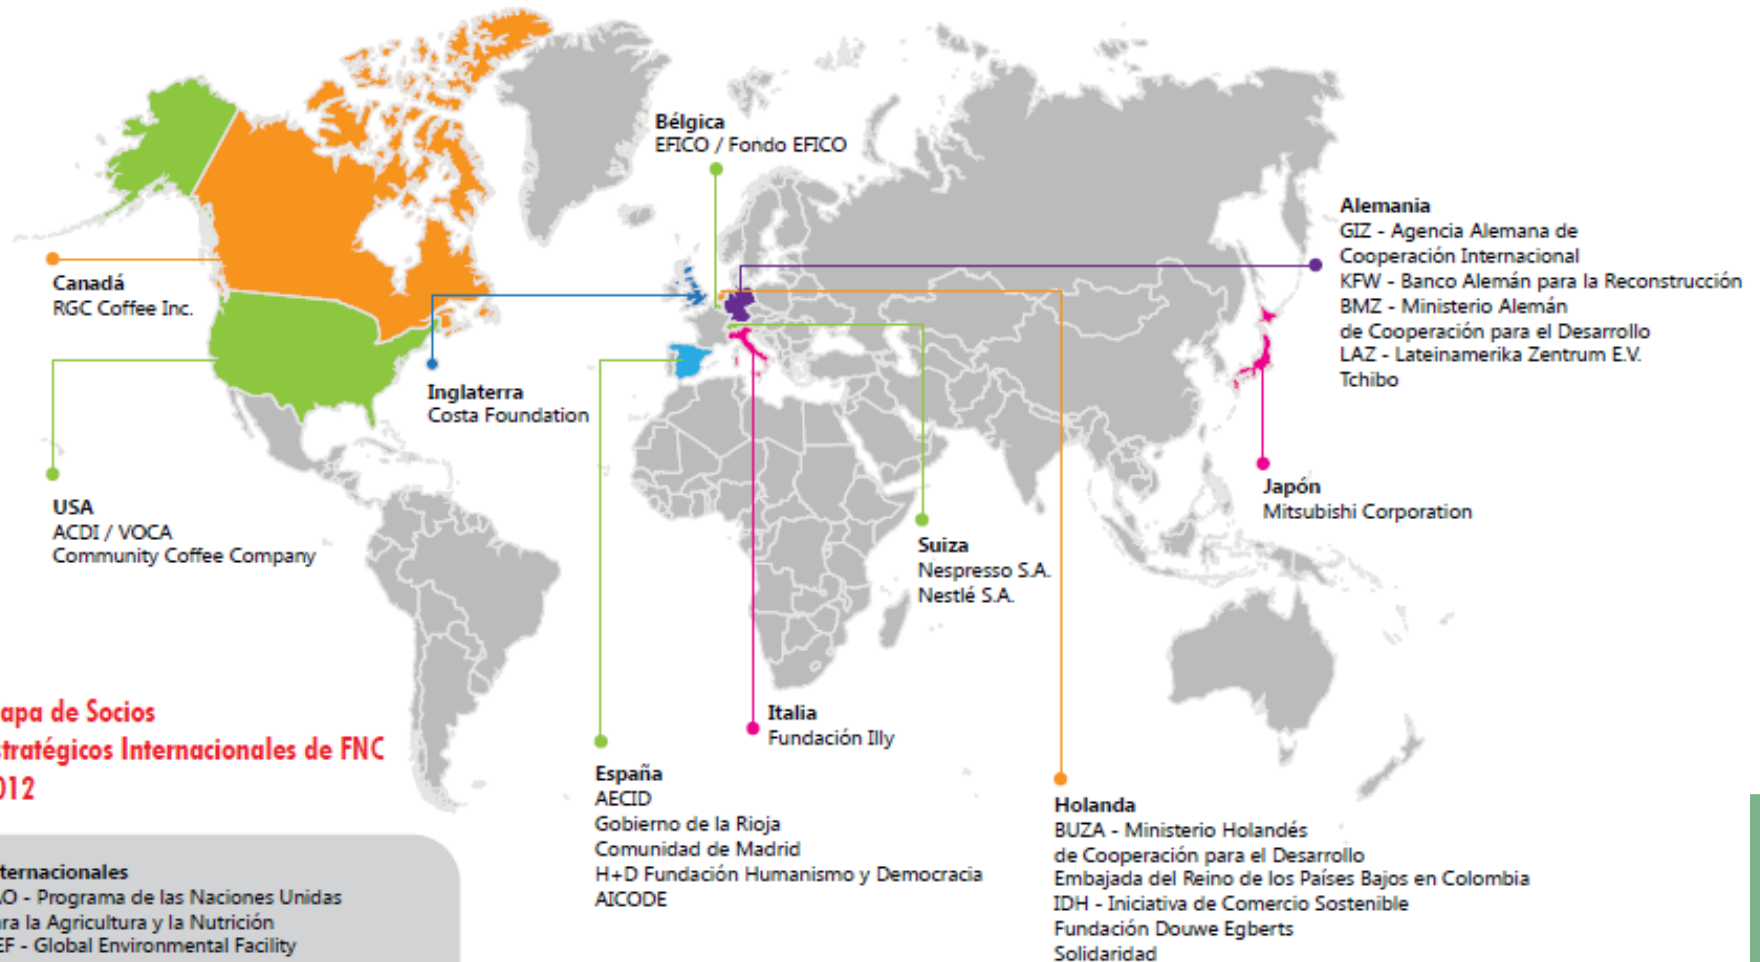 Bélgica
EFICO / Fondo EFICO
Alemania
GIZ - Agencia Alemana de
Cooperación Internacional
KFW - Banco Alemán para la Reconstrucción
BMZ - Ministerio Alemán
de Cooperación para el Desarrollo
LAZ - Lateinamerika Zentrum E.V.
Tchibo
Canadá
RGC Coffee Inc.
Inglaterra
Costa Foundation
USA
ACDI / VOCA
Community Coffee Company
Japón
Mitsubishi Corporation
Suiza
Nespresso S.A.
Nestlé S.A.
Italia
Fundación Illy
apa de Socios
stratégicos Internacionales de FNC
012
España
AECID
Gobierno de la Rioja
Comunidad de Madrid
H+D Fundación Humanismo y Democracia
AICODE
Holanda
BUZA - Ministerio Holandés
de Cooperación para el Desarrollo
Embajada del Reino de los Países Bajos en Colombia
IDH - Iniciativa de Comercio Sostenible
Fundación Douwe Egberts
Solidaridad
ternacionales
AO - Programa de las Naciones Unidas
ra la Agricultura y la Nutrición
EF - Global Environmental Facility